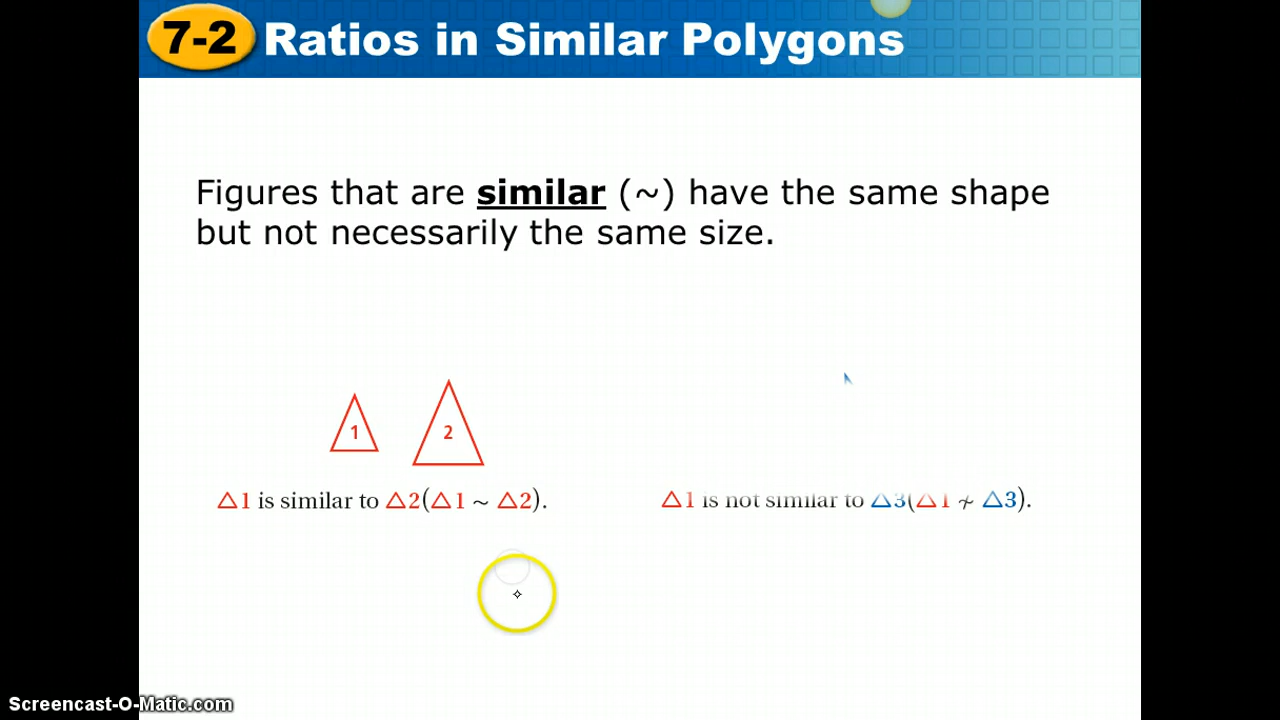 7-2 Ratios in Similar Polygons
Figures that are similar (~) have the same shape
but not necessarily the same size.
1 2
△1 is similar to △2(△1 ~ △2).
△1 is not similar to △3(△1 ≁ △3).
Screencast-O-Matic.com